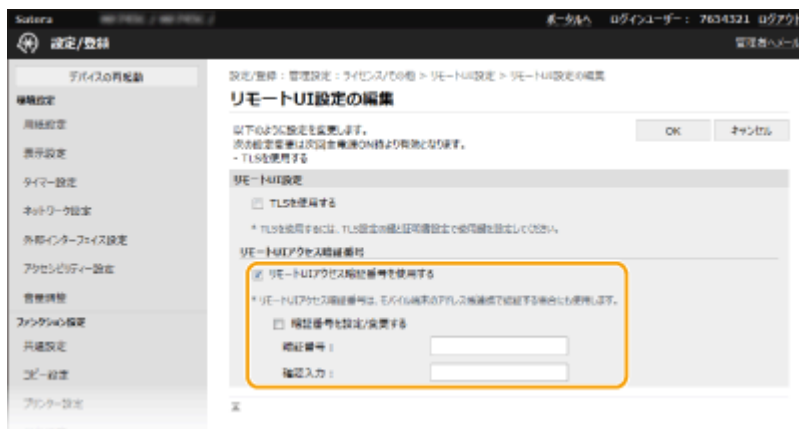 Satera
ポータルへ ログインユーザー： 7654321 ログアウト
設定/登録
管理者へメール
デバイスの再起動
環境設定
用紙設定
表示設定
タイマー設定
ネットワーク設定
外部インターフェイス設定
アクセシビリティー設定
音量調整
ファンクション設定
共通設定
コピー設定
プリンター設定
設定/登録：管理設定：ライセンス/その他 > リモートUI設定 > リモートUI設定の編集
リモートUI設定の編集
以下のように設定を変更します。
次の設定変更は次回主電源ON時より有効となります。
- TLSを使用する
OK キャンセル
リモートUI設定
TLSを使用する
* TLSを使用するには、TLS設定の鍵と証明書設定で使用鍵を設定してください。
リモートUIアクセス暗証番号
リモートUIアクセス暗証番号を使用する
* リモートUIアクセス暗証番号は、モバイル端末のアドレス帳連携で認証する場合にも使用します。
暗証番号を設定/変更する
暗証番号：
確認入力：